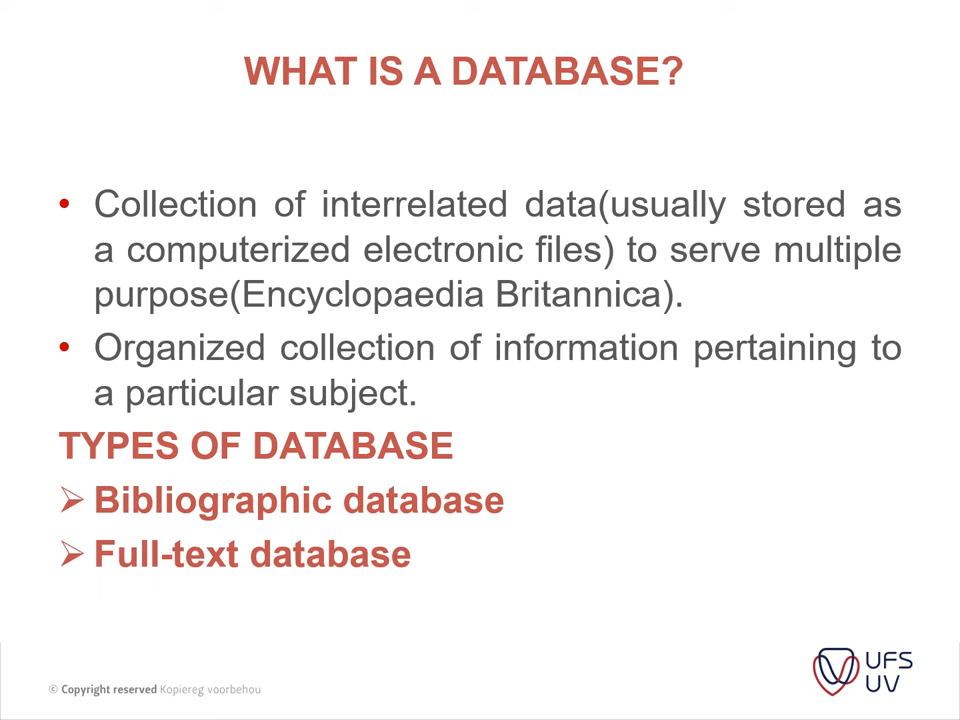 WHAT IS A DATABASE?
• Collection of interrelated data(usually stored as
a computerized electronic files) to serve multiple
purpose(Encyclopaedia Britannica).
• Organized collection of information pertaining to
a particular subject.
TYPES OF DATABASE
➢ Bibliographic database
➢ Full-text database
© Copyright reserved Kopiereg voorbehou
UFS
UV